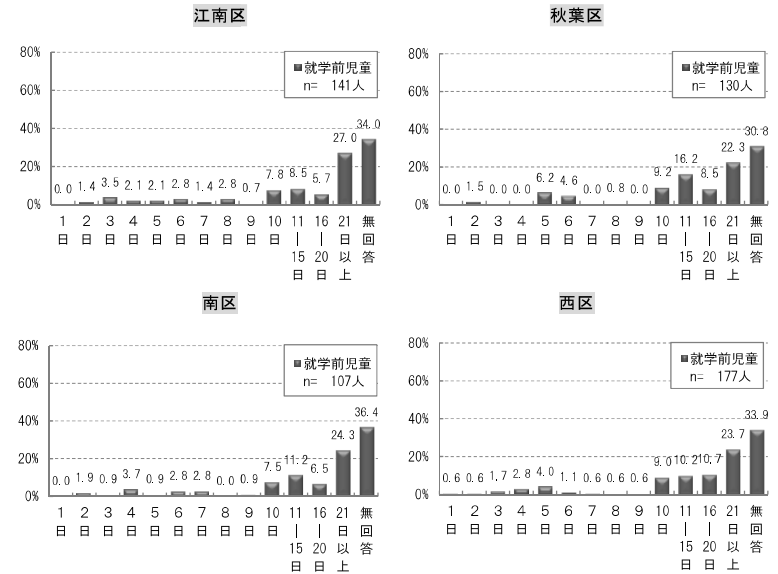 江南区
80%
60%
40%
20%
0%
■就学前児童
n= 141人
0.0 1.4 3.5 2.1 2.1 2.8 1.4 2.8 0.7 7.8 8.5 5.7 27.0 34.0
1日 2日 3日 4日 5日 6日 7日 8日 9日 10日 11―15日 16―20日 21日以上 無回答
秋葉区
80%
60%
40%
20%
0%
■就学前児童
n= 130人
0.0 1.5 0.0 0.0 6.2 4.6 0.0 0.8 0.0 9.2 16.2 8.5 22.3 30.8
1日 2日 3日 4日 5日 6日 7日 8日 9日 10日 11―15日 16―20日 21日以上 無回答
南区
80%
60%
40%
20%
0%
■就学前児童
n= 107人
0.0 1.9 0.9 3.7 0.9 2.8 2.8 0.0 0.9 7.5 11.2 6.5 24.3 36.4
1日 2日 3日 4日 5日 6日 7日 8日 9日 10日 11―15日 16―20日 21日以上 無回答
西区
80%
60%
40%
20%
0%
■就学前児童
n= 177人
0.6 0.6 1.7 2.8 4.0 1.1 0.6 0.6 0.6 9.0 10.2 10.7 23.7 33.9
1日 2日 3日 4日 5日 6日 7日 8日 9日 10日 11―15日 16―20日 21日以上 無回答